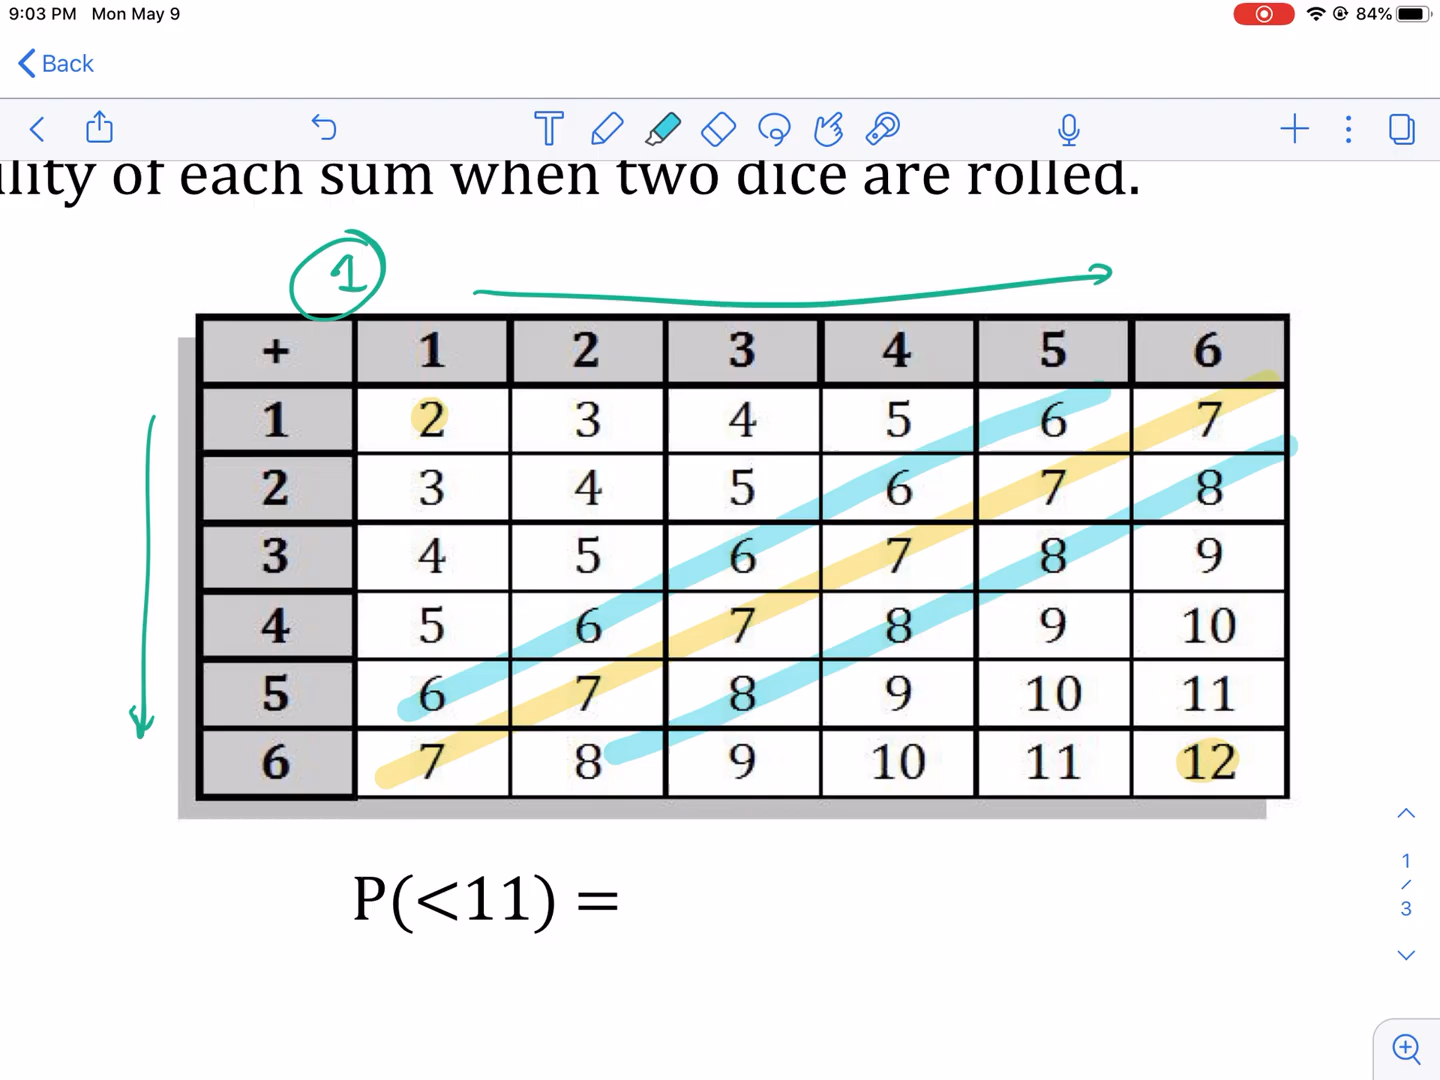 9:03 PM Mon May 9 84%
Back
T
of each sum when two dice are rolled.
1
+ 1 2 3 4 5 6
1 2 3 4 5 6 7
2 3 4 5 6 7 8
3 4 5 6 7 8 9
4 5 6 7 8 9 10
5 6 7 8 9 10 11
6 7 8 9 10 11 12
P(<11) =
1
/
3